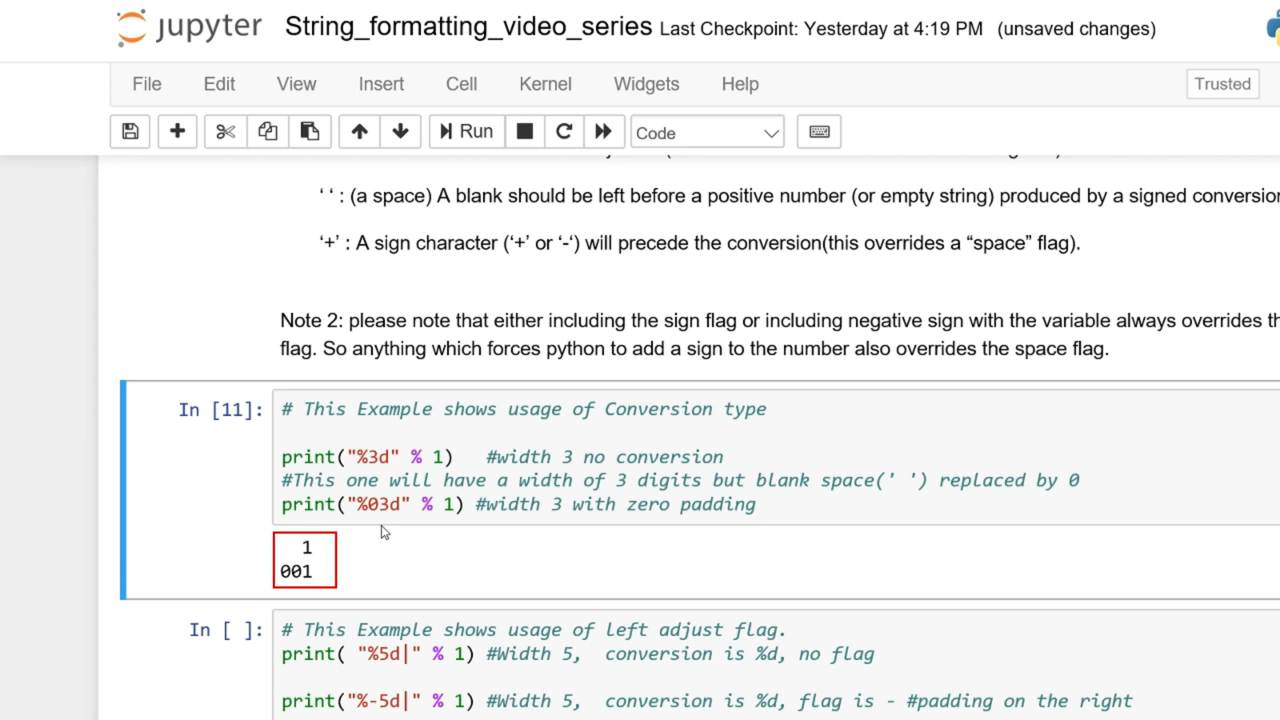 jupyter String_formatting_video_series Last Checkpoint: Yesterday at 4:19 PM (unsaved changes)
File Edit View Insert Cell Kernel Widgets Help Trusted
Run Code
‘ ‘ : (a space) A blank should be left before a positive number (or empty string) produced by a signed
‘+’ : A sign character (‘+’ or ‘-‘) will precede the conversion(this overrides a “space” flag).
Note 2: please note that either including the sign flag or including negative sign with the variable always overrides
flag. So anything which forces python to add a sign to the number also overrides the space flag.
In [11]: # This Example shows usage of Conversion type
print("%3d" % 1) #width 3 no conversion
#This one will have a width of 3 digits but blank space(' ') replaced by 0
print("%03d" % 1) #width 3 with zero padding
1
001
In [ ]: # This Example shows usage of left adjust flag.
print( "%5d|" % 1) #Width 5, conversion is %d, no flag
print("%-5d|" % 1) #Width 5, conversion is %d, flag is - #padding on the right